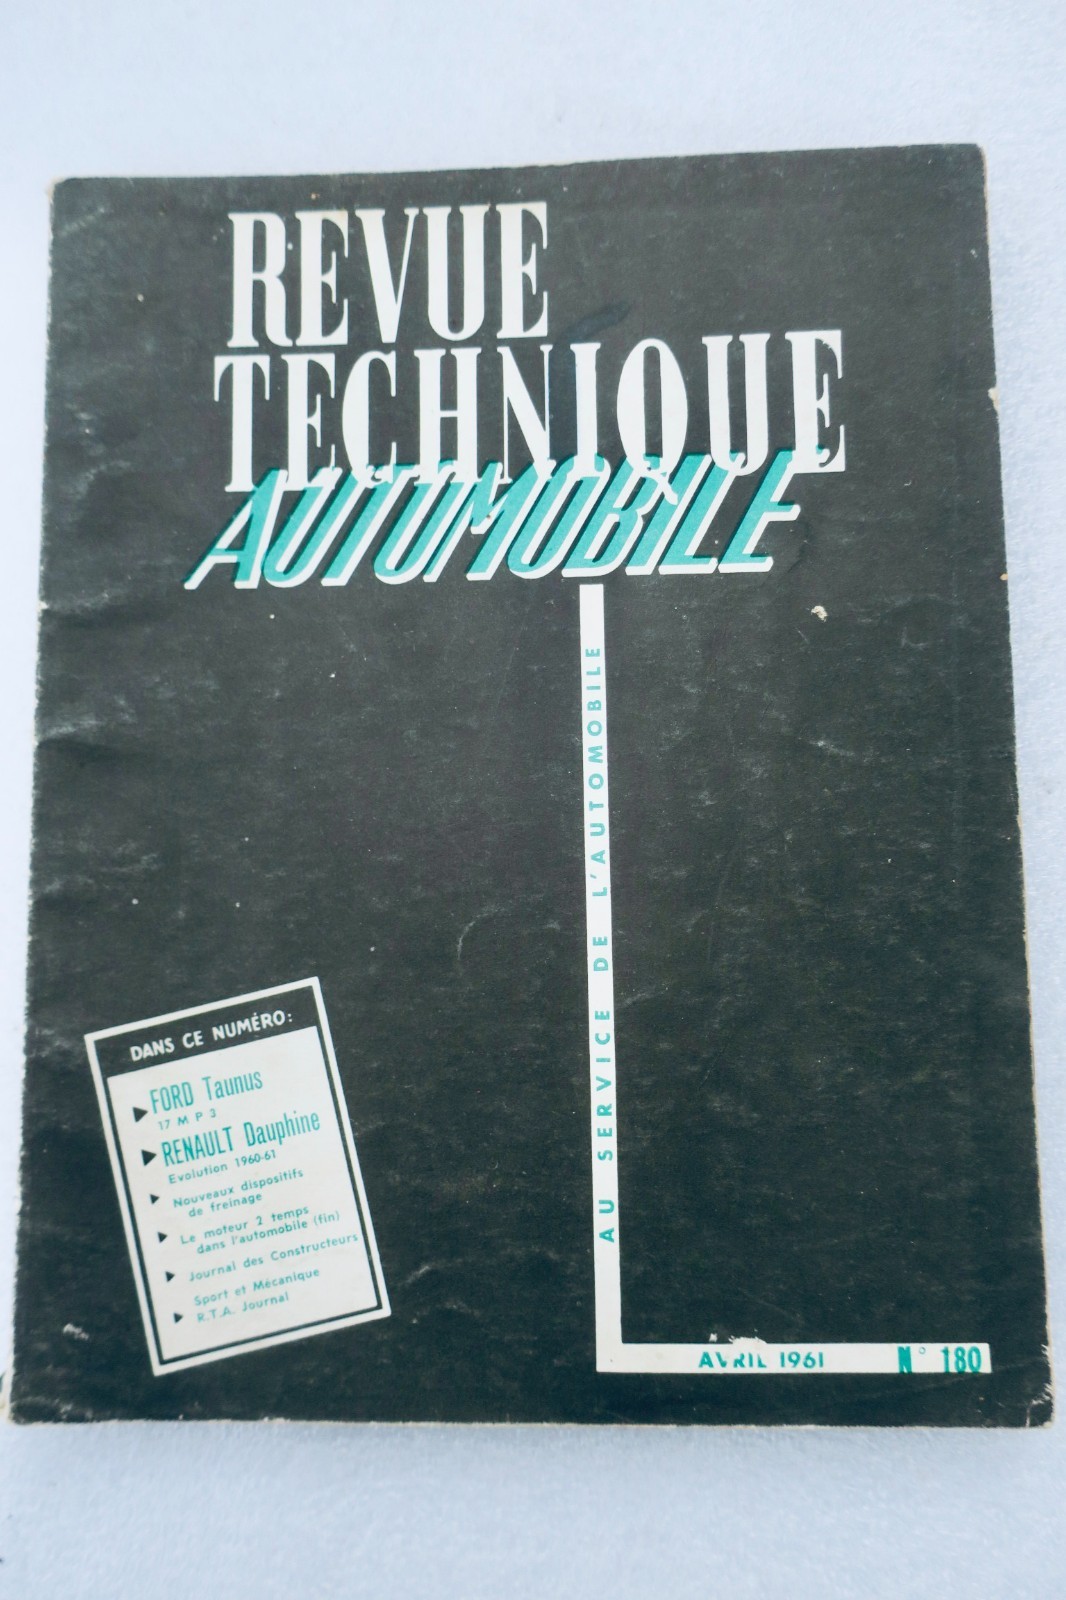 REVUE
TECHNIQUE
AUTOMOBILE
AU SERVICE DE L'AUTOMOBILE
DANS CE NUMÉRO:
FORD Taunus
17 M P 3
RENAULT Dauphine
Evolution 1960-61
Nouveaux dispositifs
de freinage
Le moteur 2 temps
dans l'automobile (fin)
Journal des Constructeurs
Sport et Mécanique
R.T.A. Journal
AVRIL 1961 N° 180